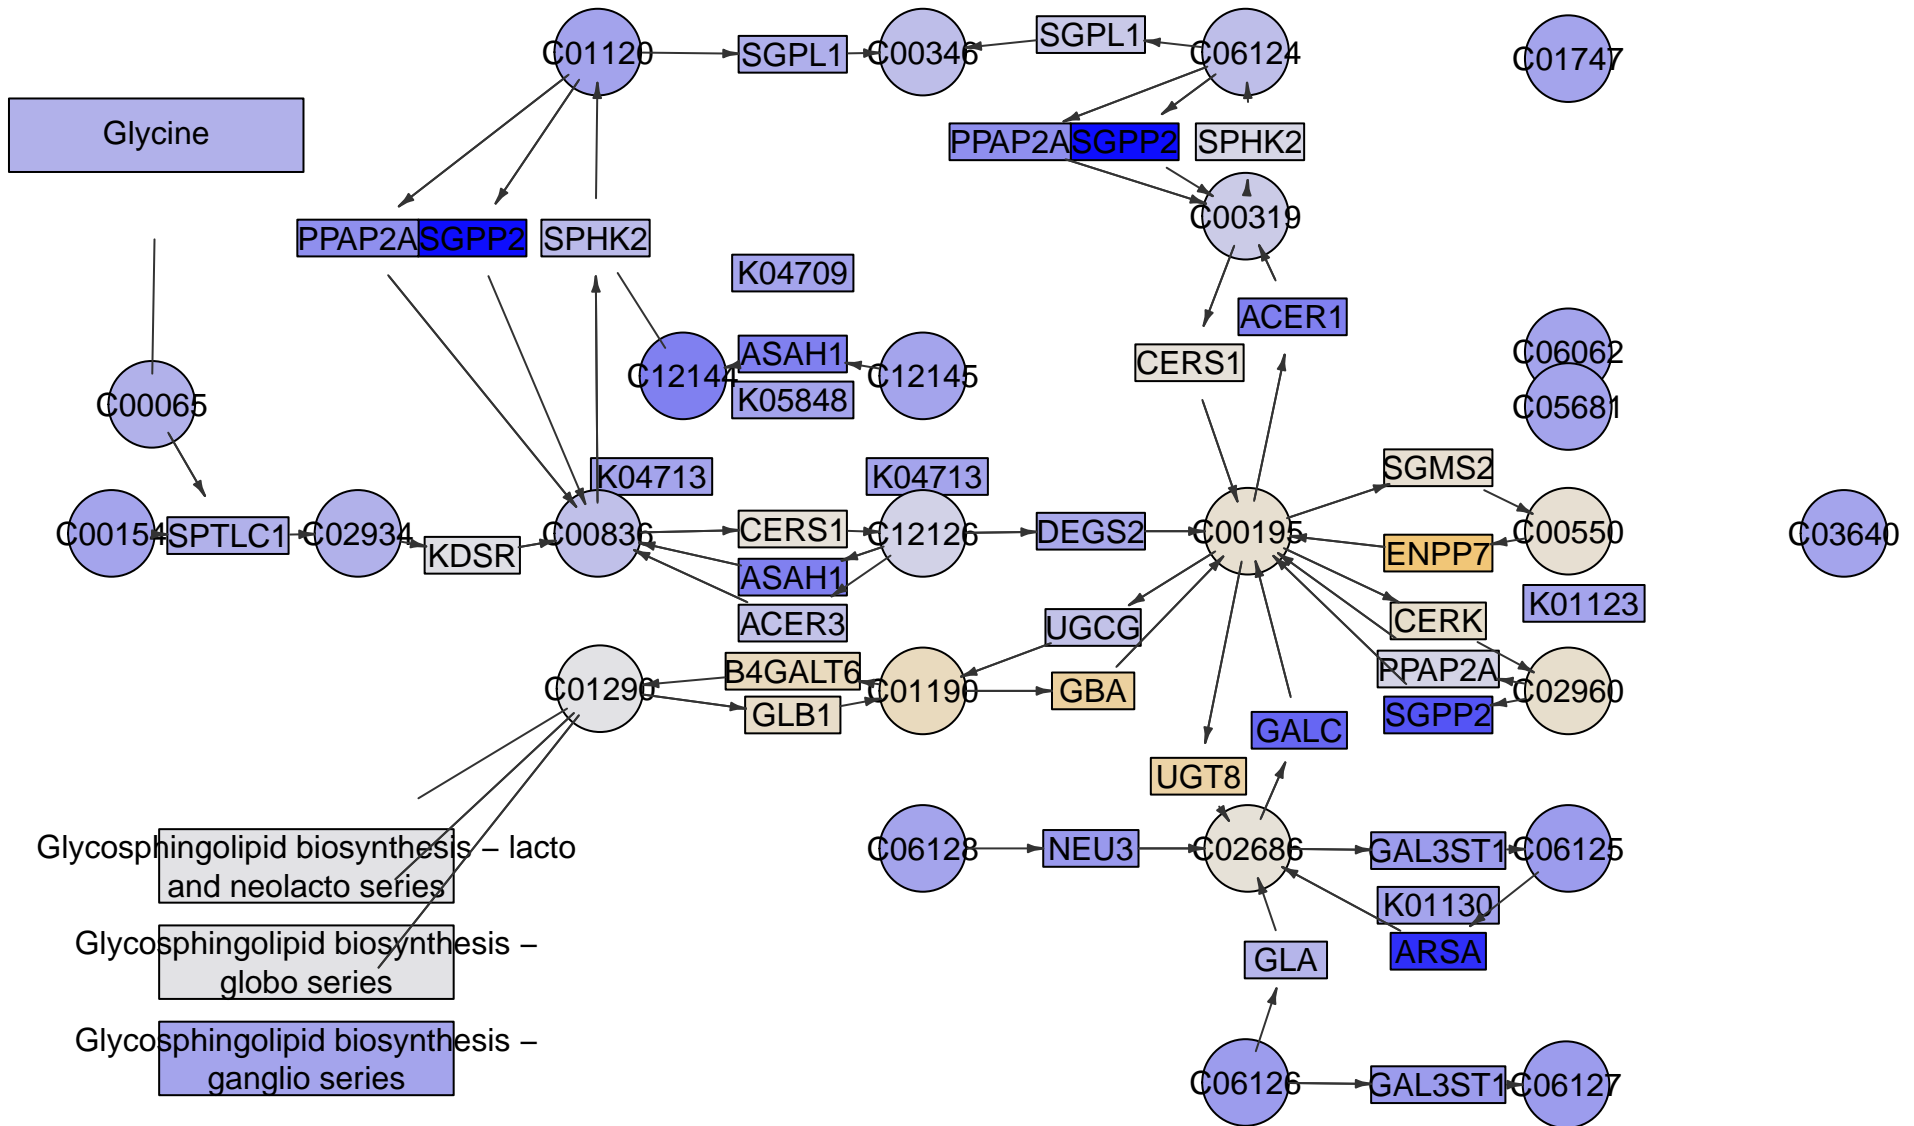 C01120
SGPL1
C00346
SGPL1
C06124
C01747
Glycine
PPAP2A
SGPP2
SPHK2
C00319
PPAP2A
SGPP2
SPHK2
K04709
ACER1
CERS1
C12144
ASAH1
C12145
K05848
C06062
C05681
C00065
K04713
K04713
SGMS2
C00154
SPTLC1
C02934
KDSR
C00836
CERS1
C12126
DEGS2
C00195
ENPP7
C00550
C03640
ASAH1
ACER3
UGCG
CERK
K01123
C01290
B4GALT6
GLB1
C01190
GBA
PPAP2A
SGPP2
C02960
GALC
UGT8
Glycosphingolipid biosynthesis – lacto
and neolacto series
C06128
NEU3
C02686
GAL3ST1
C06125
K01130
ARSA
Glycosphingolipid biosynthesis –
globo series
GLA
Glycosphingolipid biosynthesis –
ganglio series
C06126
GAL3ST1
C06127